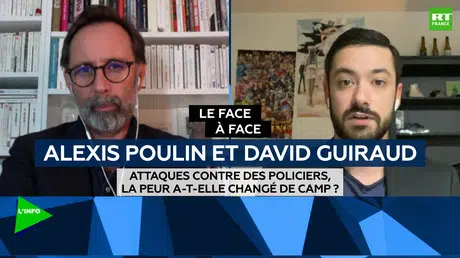 RT
FRANCE
LE FACE
À FACE
ALEXIS POULIN ET DAVID GUIRAUD
ATTAQUES CONTRE DES POLICIERS,
LA PEUR A-T-ELLE CHANGÉ DE CAMP ?
L'INFO